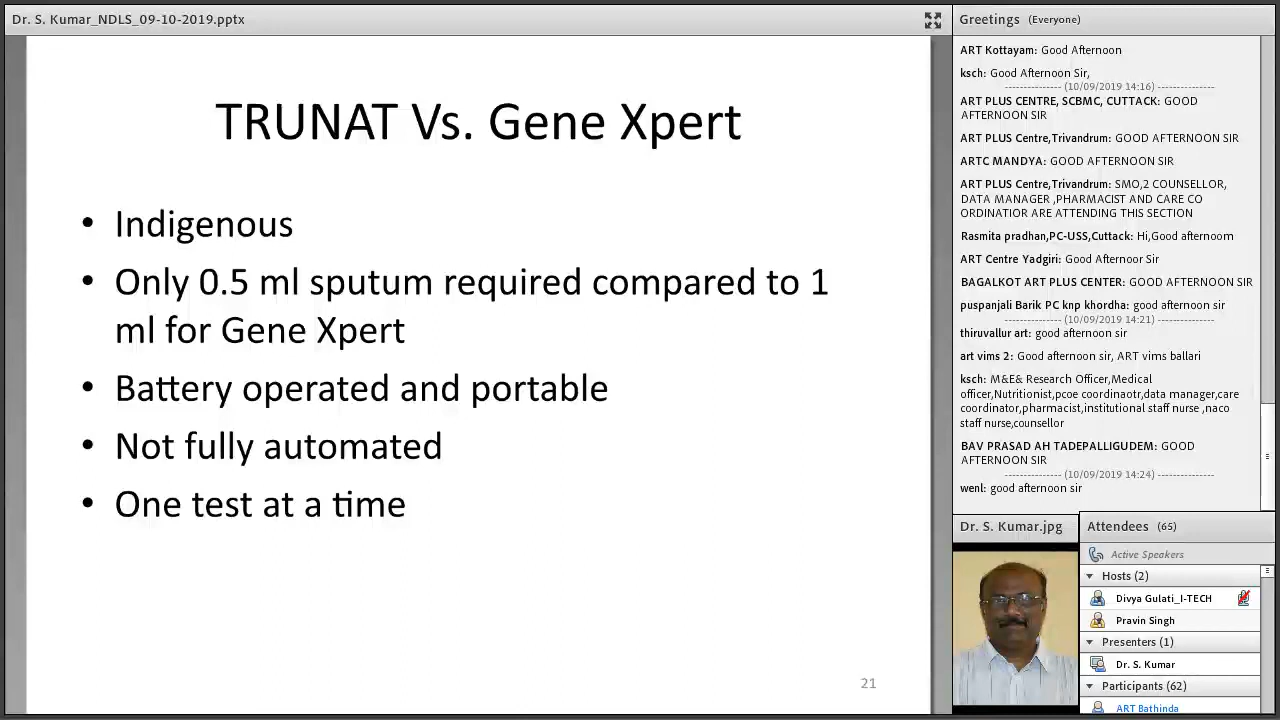 Dr. S. Kumar_NDLS_09-10-2019.pptx
TRUNAT Vs. Gene Xpert
• Indigenous
• Only 0.5 ml sputum required compared to 1
ml for Gene Xpert
• Battery operated and portable
• Not fully automated
• One test at a time
21
Greetings (Everyone)
ART Kottayam: Good Afternoon
ksch: Good Afternoon Sir,
--------------- (10/09/2019 14:16) ---------------
ART PLUS CENTRE, SCBMC, CUTTACK: GOOD
AFTERNOON SIR
ART PLUS Centre,Trivandrum: GOOD AFTERNOON SIR
ARTC MANDYA: GOOD AFTERNOON SIR
ART PLUS Centre,Trivandrum: SMO,2 COUNSELLOR,
DATA MANAGER ,PHARMACIST AND CARE CO
ORDINATIOR ARE ATTENDING THIS SECTION
Rasmita pradhan,PC-USS,Cuttack: Hi,Good afternoom
ART Centre Yadgiri: Good Afternoor Sir
BAGALKOT ART PLUS CENTER: GOOD AFTERNOON SIR
puspanjali Barik PC knp khordha: good afternoon sir
--------------- (10/09/2019 14:21) ---------------
thiruvallur art: good afternoon sir
art vims 2: Good afternoon sir, ART vims ballari
ksch: M&E& Research Officer,Medical
officer,Nutritionist,pcoe coordinaotr,data manager,care
coordinator,pharmacist,institutional staff nurse ,naco
staff nurse,counsellor
BAV PRASAD AH TADEPALLIGUDEM: GOOD
AFTERNOON SIR
--------------- (10/09/2019 14:24) ---------------
wenl: good afternoon sir
Dr. S. Kumar.jpg
Attendees (65)
Active Speakers
Hosts (2)
Divya Gulati_I-TECH
Pravin Singh
Presenters (1)
Dr. S. Kumar
Participants (62)
ART Bathinda